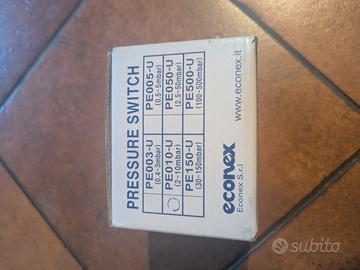 PRESSURE SWITCH
PE003-U
(0.4~3mbar)
PE005-U
(0.5~5mbar)
PE010-U
(2~10mbar)
PE050-U
(2.5~50mbar)
PE150-U
(30~150mbar)
PE500-U
(100~500mbar)
econex
Econex S.r.l
www.econex.it
subito